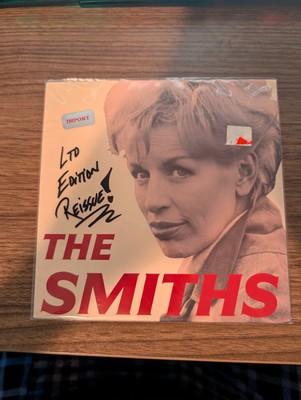 IMPORT
LTD
EDITION
REISSUE!
THE
SMITHS